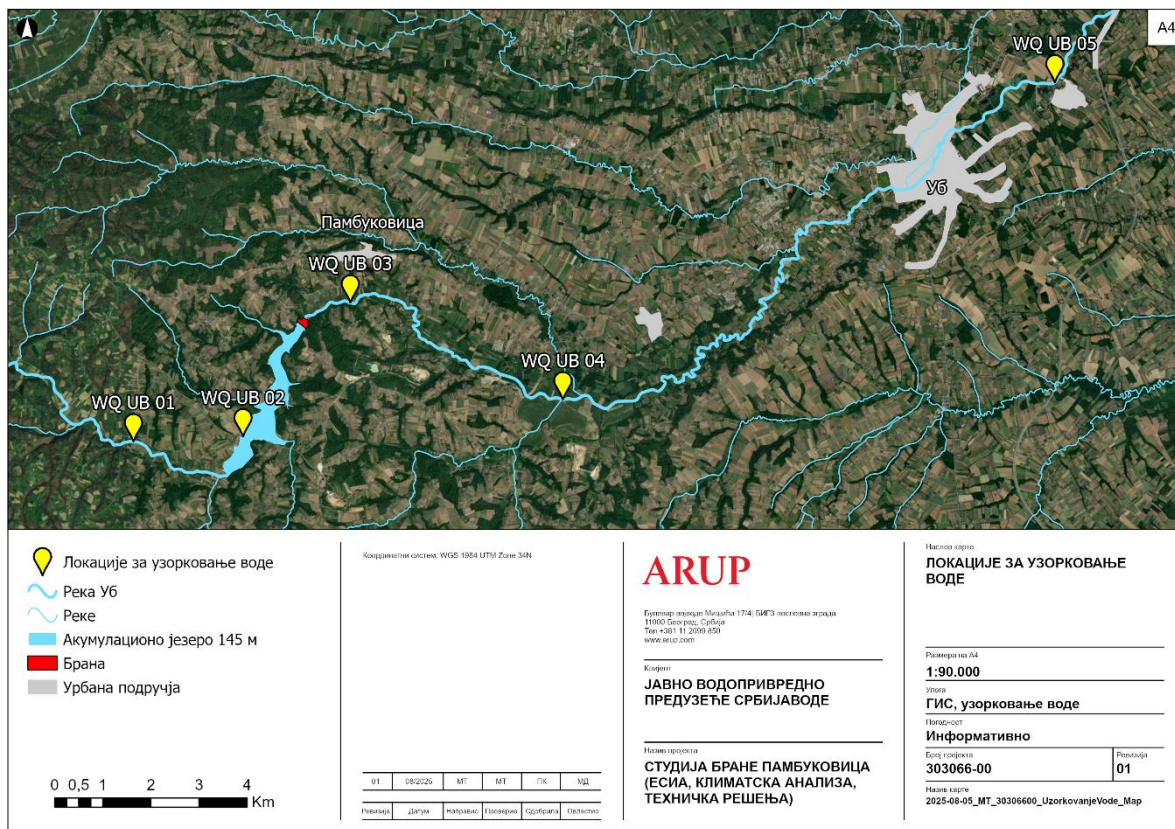 A4
WQ UB 05
Уб
Памбуковица
WQ UB 03
WQ UB 04
WQ UB 01
WQ UB 02
Локације за узорковање воде
Река Уб
Реке
Акумулационо језеро 145 м
Брана
Урбана подручја
0 0,5 1 2 3 4
Km
Координатни систем: WGS 1984 UTM Zone 34N
01 08/2025 МТ МТ ПК МД
Ревизија Датум Направио Проверио Одобрила Овластио
ARUP
Булевар војводе Мишића 17/4| БИГЗ пословна зграда
11000 Београд, Србија
Тел +381 11 2099 850
www.arup.com
Клијент
ЈАВНО ВОДОПРИВРЕДНО
ПРЕДУЗЕЋЕ СРБИЈАВОДЕ
Назив пројекта
СТУДИЈА БРАНЕ ПАМБУКОВИЦА
(ЕСИА, КЛИМАТСКА АНАЛИЗА,
ТЕХНИЧКА РЕШЕЊА)
Наслов карте
ЛОКАЦИЈЕ ЗА УЗОРКОВАЊЕ
ВОДЕ
Размера на А4
1:90.000
Улога
ГИС, узорковање воде
Погодност
Информативно
Број пројекта
303066-00
Ревизија
01
Назив карте
2025-08-05_MT_30306600_UzorkovanjeVode_Map